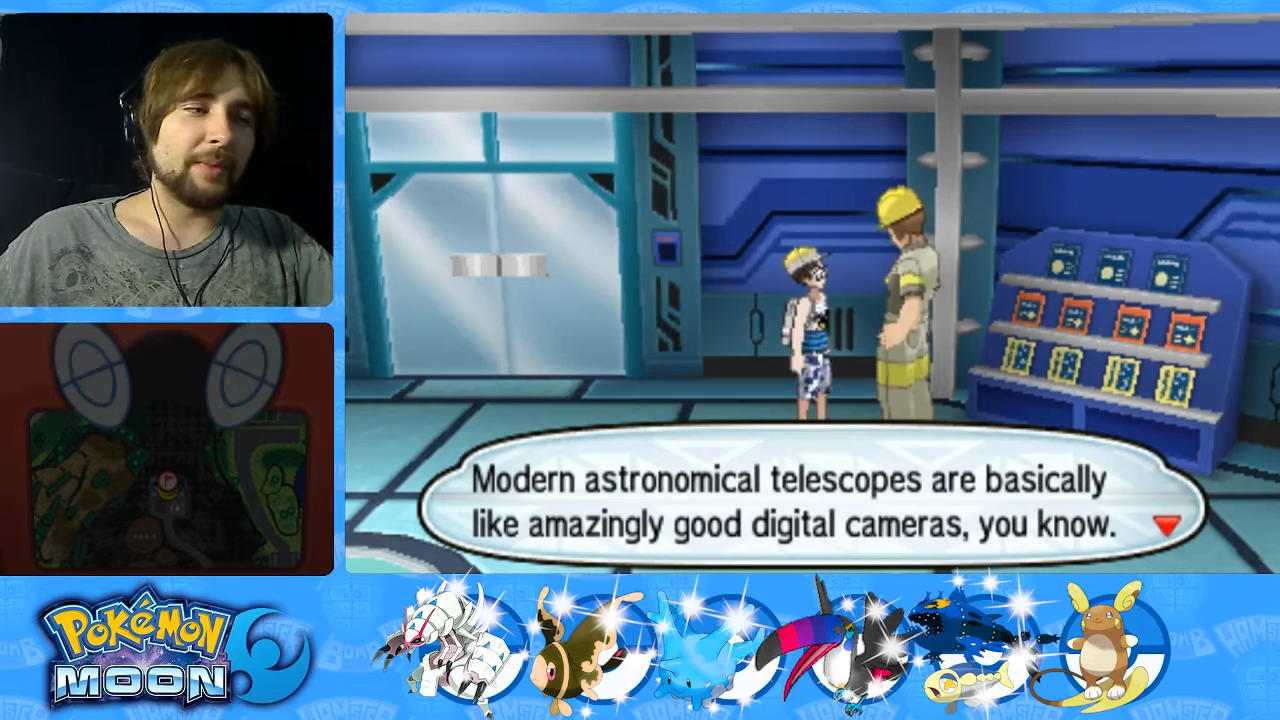 Modern astronomical telescopes are basically
like amazingly good digital cameras, you know.
POKéMON
MOON